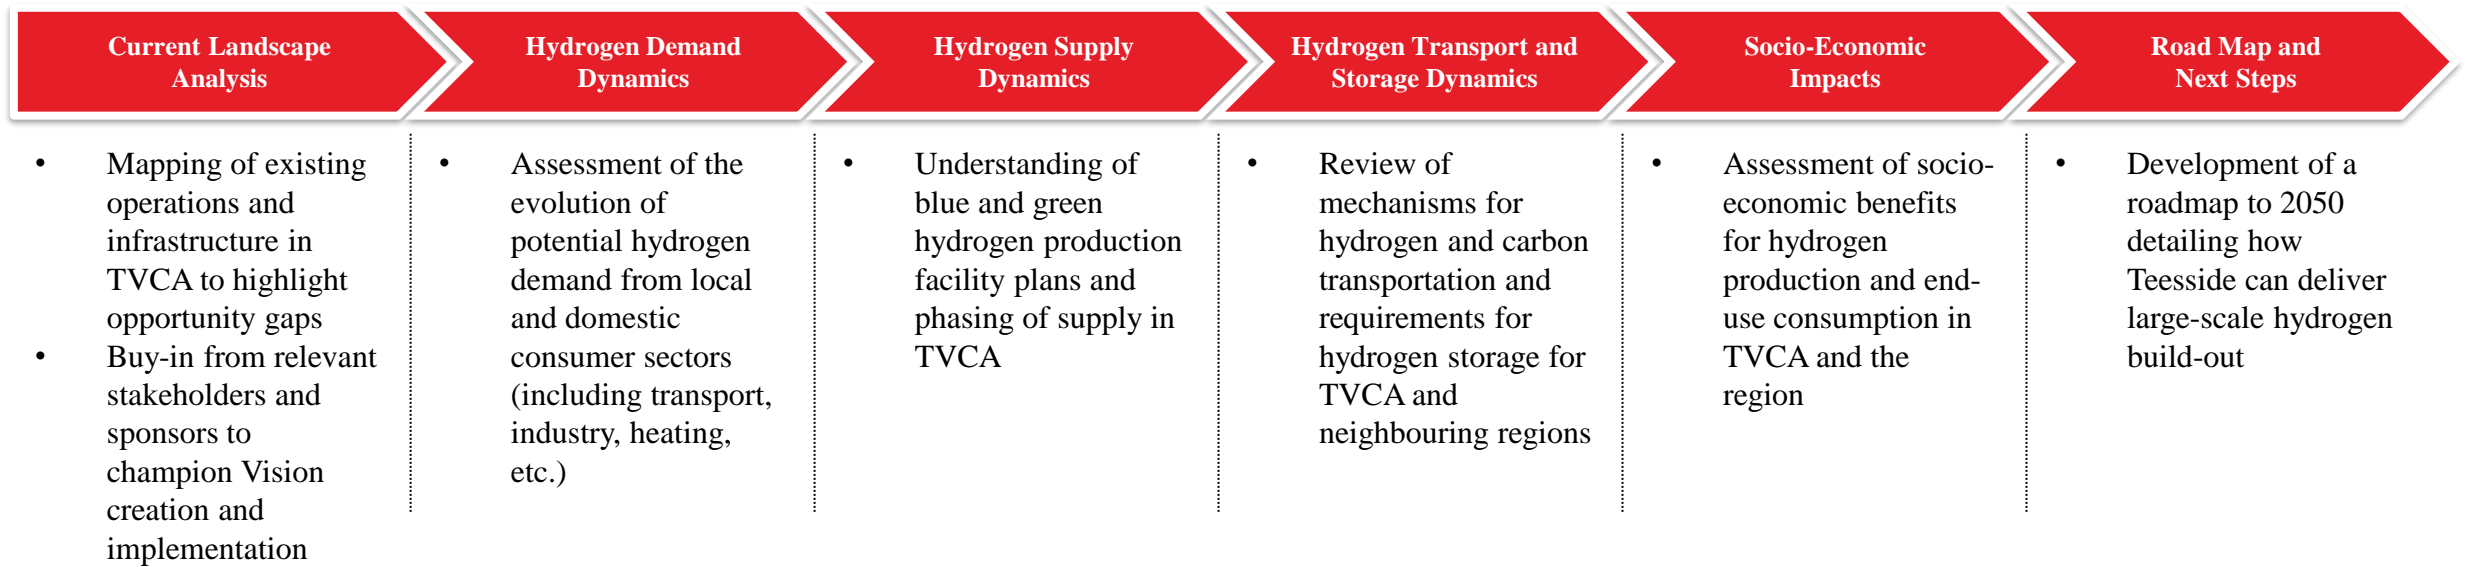 Current Landscape
Analysis
Hydrogen Demand
Dynamics
Hydrogen Supply
Dynamics
Hydrogen Transport and
Storage Dynamics
Socio-Economic
Impacts
Road Map and
Next Steps
• Mapping of existing
operations and
infrastructure in
TVCA to highlight
opportunity gaps
• Buy-in from relevant
stakeholders and
sponsors to
champion Vision
creation and
implementation
• Assessment of the
evolution of
potential hydrogen
demand from local
and domestic
consumer sectors
(including transport,
industry, heating,
etc.)
• Understanding of
blue and green
hydrogen production
facility plans and
phasing of supply in
TVCA
• Review of
mechanisms for
hydrogen and carbon
transportation and
requirements for
hydrogen storage for
TVCA and
neighbouring regions
• Assessment of socio-
economic benefits
for hydrogen
production and end-
use consumption in
TVCA and the
region
• Development of a
roadmap to 2050
detailing how
Teesside can deliver
large-scale hydrogen
build-out